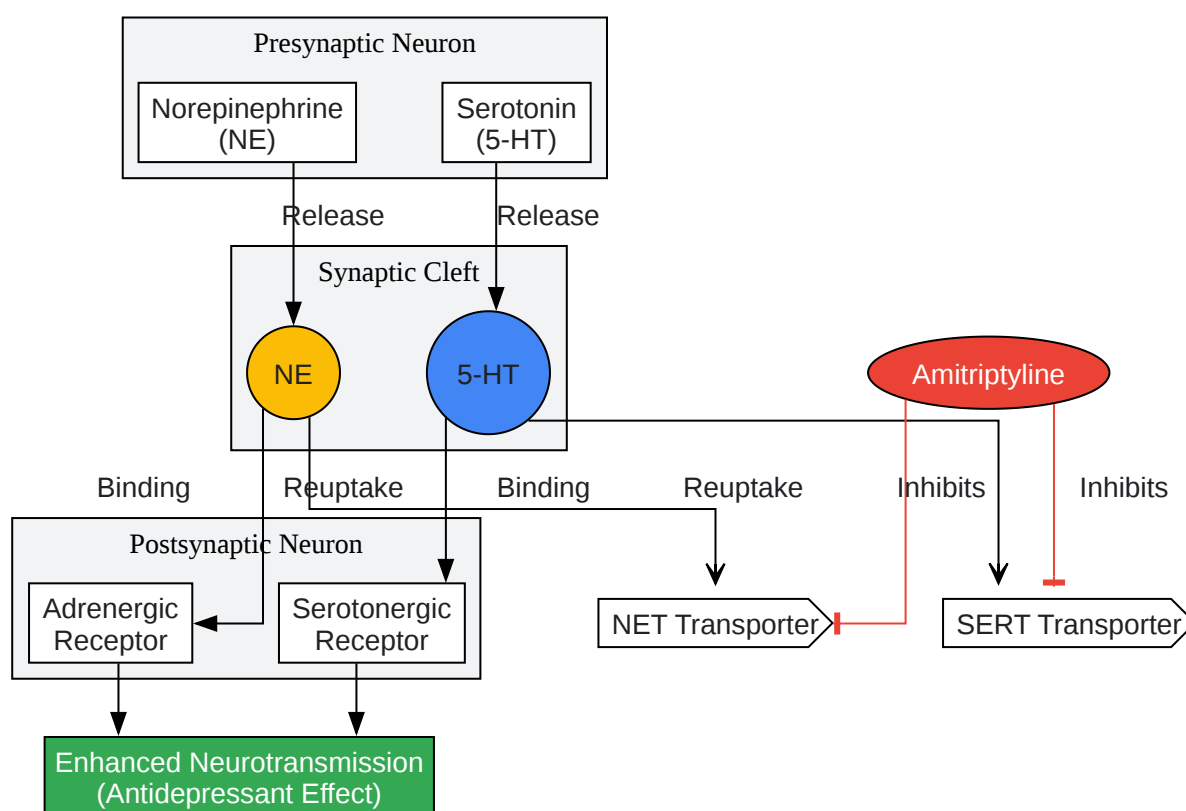 Presynaptic Neuron
Norepinephrine
(NE)
Serotonin
(5-HT)
Release
Release
Synaptic Cleft
NE
5-HT
Amitriptyline
Binding
Reuptake
Binding
Reuptake
Inhibits
Inhibits
Postsynaptic Neuron
Adrenergic
Receptor
Serotonergic
Receptor
NET Transporter
SERT Transporter
Enhanced Neurotransmission
(Antidepressant Effect)